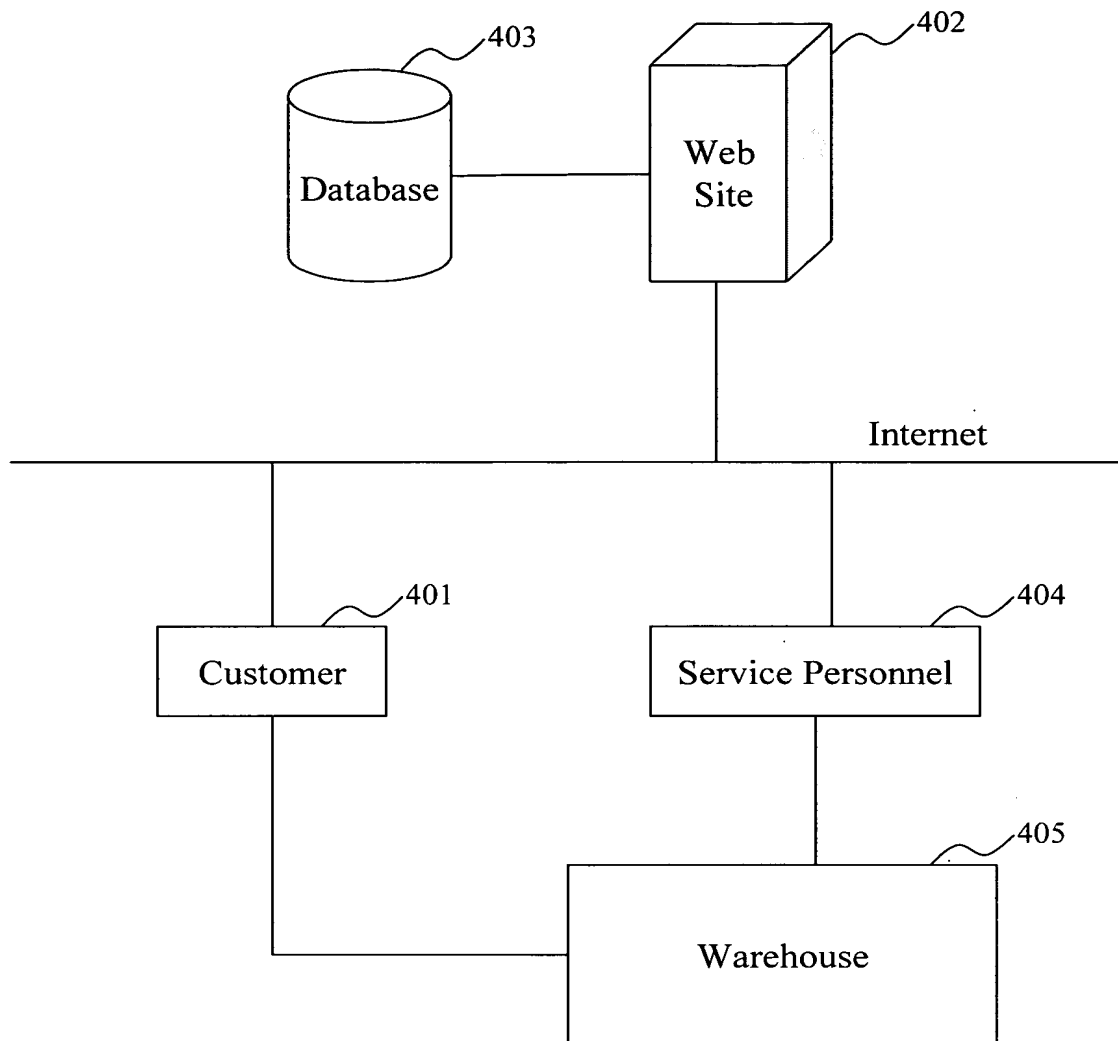 403
402
Database
Web
Site
Internet
401
404
Customer
Service Personnel
405
Warehouse